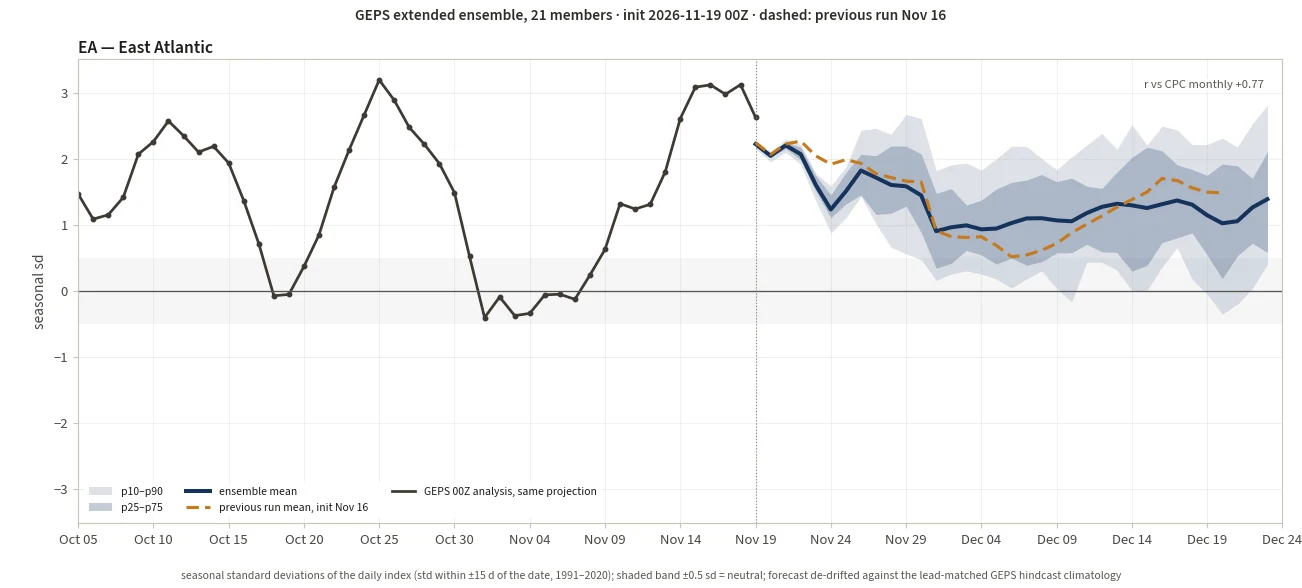 GEPS extended ensemble, 21 members · init 2026-11-19 00Z · dashed: previous run Nov 16
EA — East Atlantic
r vs CPC monthly +0.77
seasonal sd
3
2
1
0
−1
−2
−3
p10–p90
ensemble mean
GEPS 00Z analysis, same projection
p25–p75
previous run mean, init Nov 16
Oct 05 Oct 10 Oct 15 Oct 20 Oct 25 Oct 30 Nov 04 Nov 09 Nov 14 Nov 19 Nov 24 Nov 29 Dec 04 Dec 09 Dec 14 Dec 19 Dec 24
seasonal standard deviations of the daily index (std within ±15 d of the date, 1991–2020); shaded band ±0.5 sd = neutral; forecast de-drifted against the lead-matched GEPS hindcast climatology